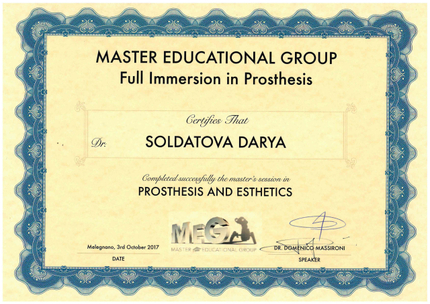 MASTER EDUCATIONAL GROUP
Full Immersion in Prosthesis
Certifies That
Dr. SOLDATOVA DARYA
Completed successfully the master's session in
PROSTHESIS AND ESTHETICS
MEG
MASTER EDUCATIONAL GROUP
Melegnano, 3rd October 2017
DATE
DR. DOMENICO MASSIRONI
SPEAKER